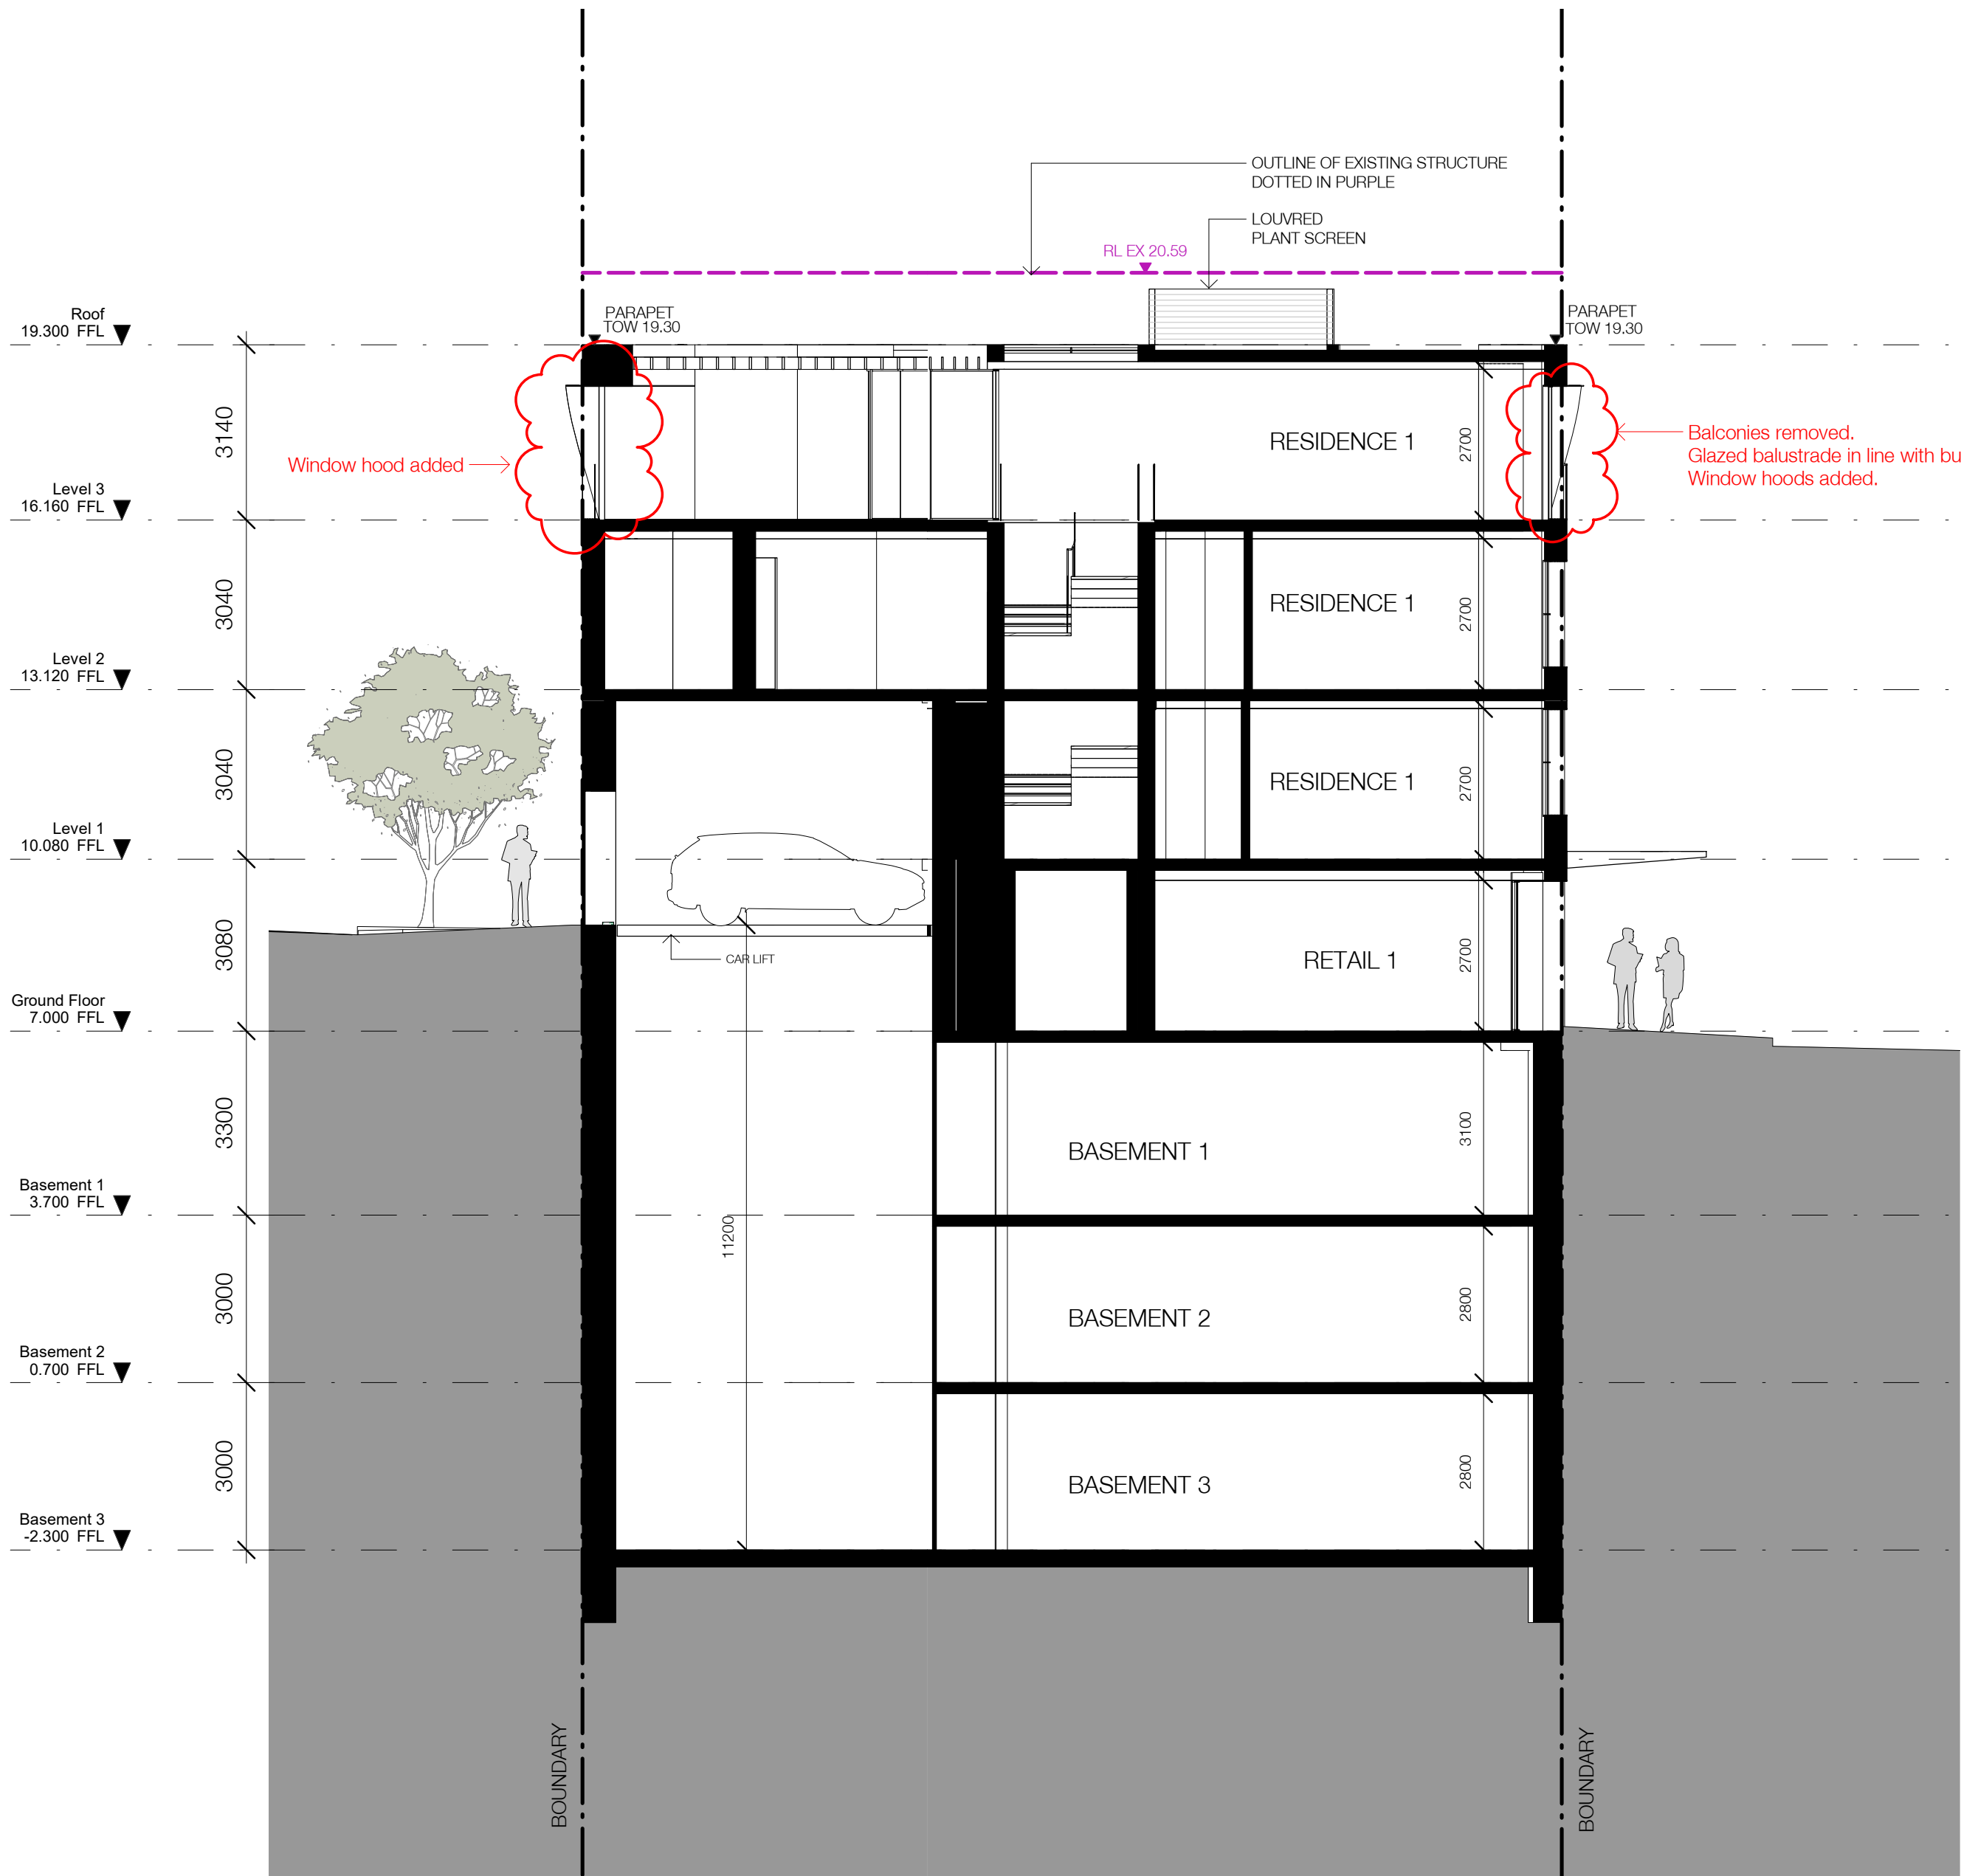 OUTLINE OF EXISTING STRUCTURE
DOTTED IN PURPLE
LOUVRED
PLANT SCREEN
RL EX 20.59
PARAPET
TOW 19.30
PARAPET
TOW 19.30
Roof
19.300 FFL
3140
Window hood added
RESIDENCE 1
2700
Balconies removed.
Glazed balustrade in line with bu
Window hoods added.
Level 3
16.160 FFL
3040
RESIDENCE 1
2700
Level 2
13.120 FFL
3040
RESIDENCE 1
2700
Level 1
10.080 FFL
3080
CAR LIFT
RETAIL 1
2700
Ground Floor
7.000 FFL
3300
BASEMENT 1
3100
Basement 1
3.700 FFL
11200
3000
BASEMENT 2
2800
Basement 2
0.700 FFL
3000
BASEMENT 3
2800
Basement 3
-2.300 FFL
BOUNDARY
BOUNDARY